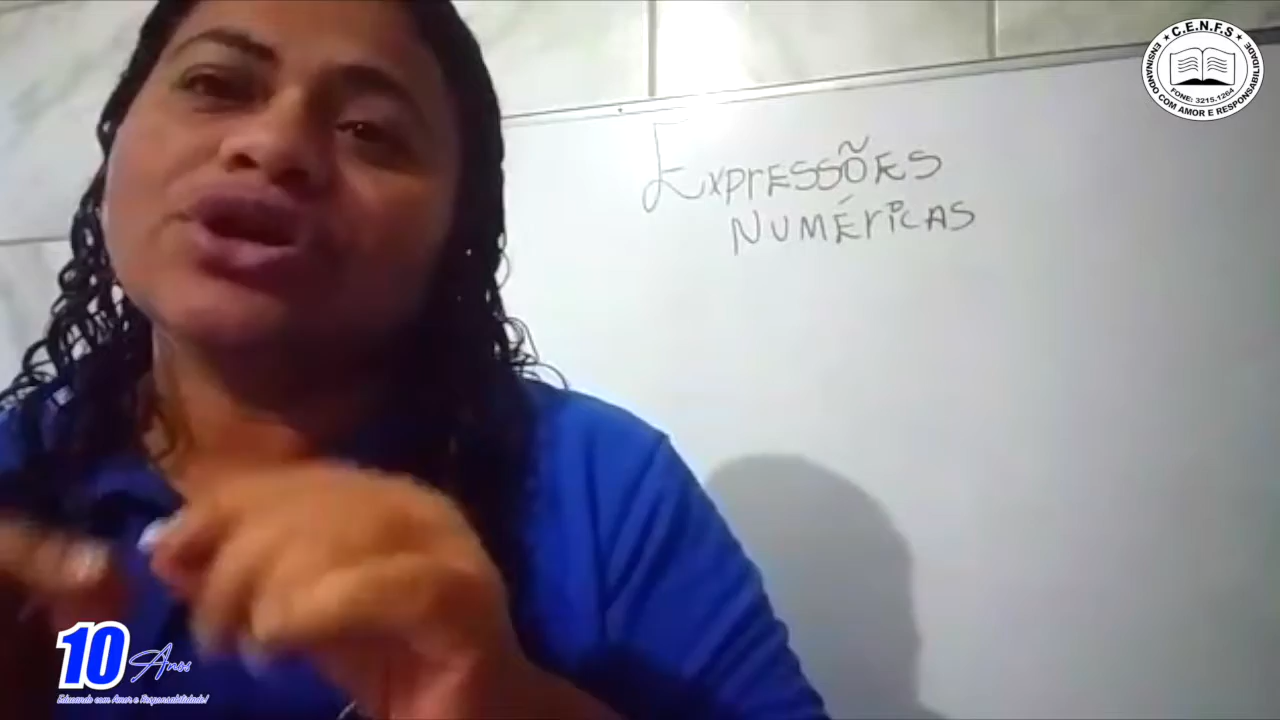 Expressões
Numéricas
★ C.E.N.F.S ★
ENSINANDO COM AMOR E RESPONSABILIDADE
FONE: 3215.1264
10 Anos
Educando com Amor e Responsabilidade!